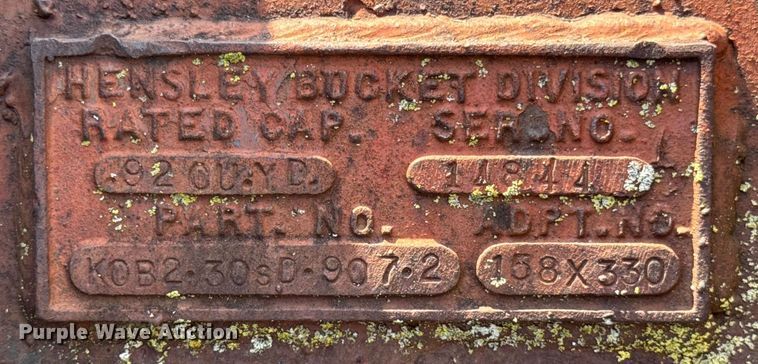 HENSLEY BUCKET DIVISION
RATED CAP. SER. NO.
.92 CU.YD. 14844
PART. NO. ADPT. NO.
KOB2·30SD·907·2 158X330
Purple Wave Auction